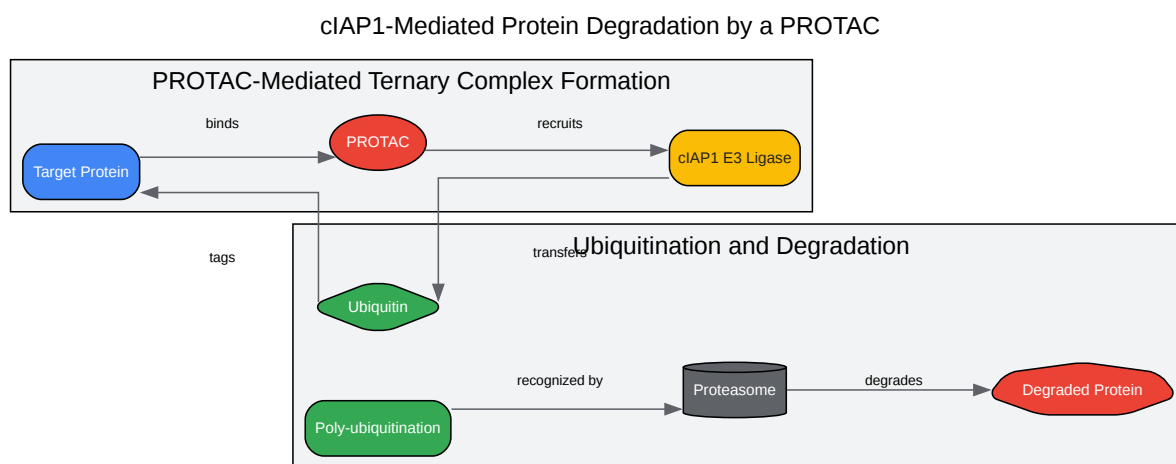 cIAP1-Mediated Protein Degradation by a PROTAC
PROTAC-Mediated Ternary Complex Formation
binds
recruits
PROTAC
Target Protein
cIAP1 E3 Ligase
tags
transfers
Ubiquitination and Degradation
Ubiquitin
recognized by
degrades
Proteasome
Degraded Protein
Poly-ubiquitination